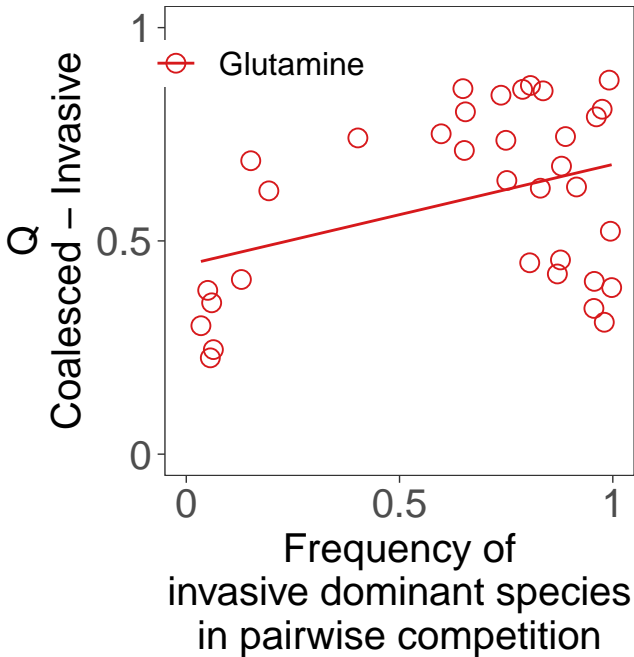 Q
Coalesced – Invasive
1
0.5
0
Glutamine
0
0.5
1
Frequency of
invasive dominant species
in pairwise competition